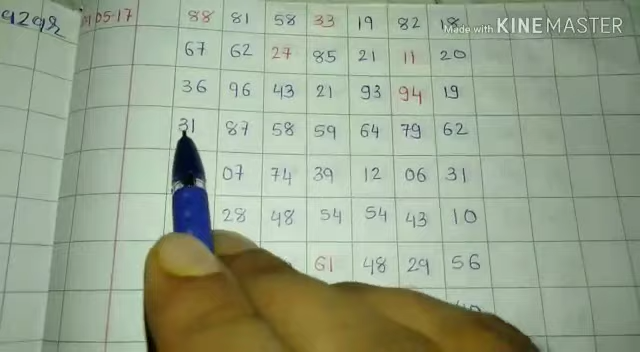 05-17 88 81 58 33 19 82 18
Made with KINEMASTER
67 62 27 85 21 11 20
36 96 43 21 93 94 19
31 87 58 59 64 79 62
07 74 39 12 06 31
28 48 54 54 43 10
61 48 29 56